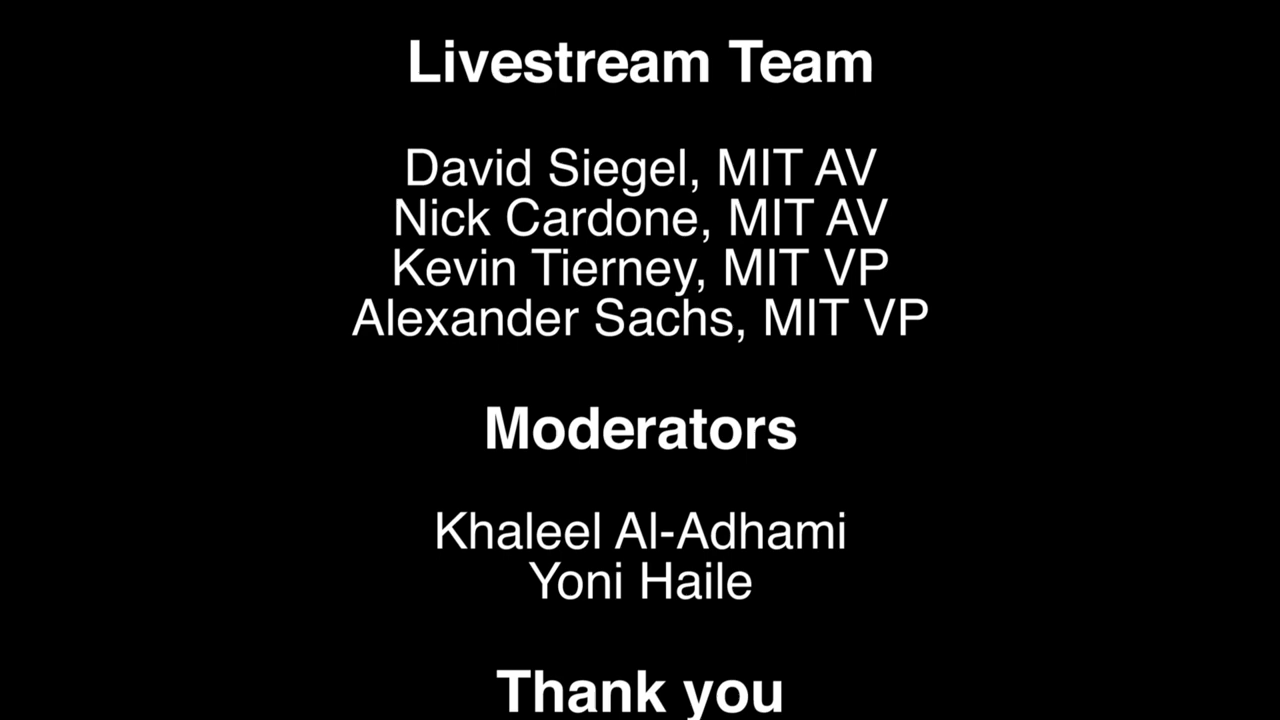 Livestream Team
David Siegel, MIT AV
Nick Cardone, MIT AV
Kevin Tierney, MIT VP
Alexander Sachs, MIT VP
Moderators
Khaleel Al-Adhami
Yoni Haile
Thank you